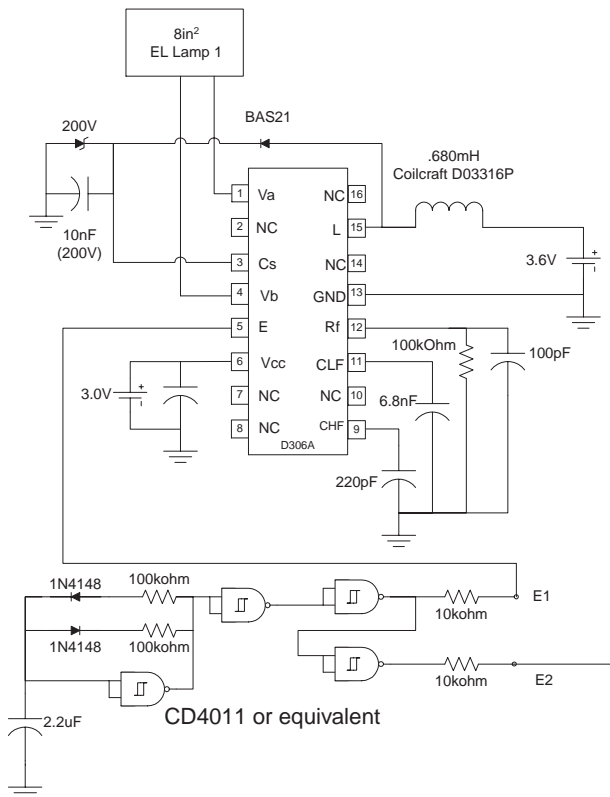 8in²
EL Lamp 1
200V
BAS21
.680mH
Coilcraft D03316P
10nF
(200V)
1 Va
NC 16
2 NC
L 15
3 Cs
NC 14
4 Vb
GND 13
5 E
Rf 12
6 Vcc
CLF 11
7 NC
NC 10
8 NC
CHF 9
D306A
+
3.6V
-
100kOhm
100pF
+
3.0V
-
6.8nF
220pF
1N4148
100kohm
1N4148
100kohm
10kohm
E1
10kohm
E2
2.2uF
CD4011 or equivalent